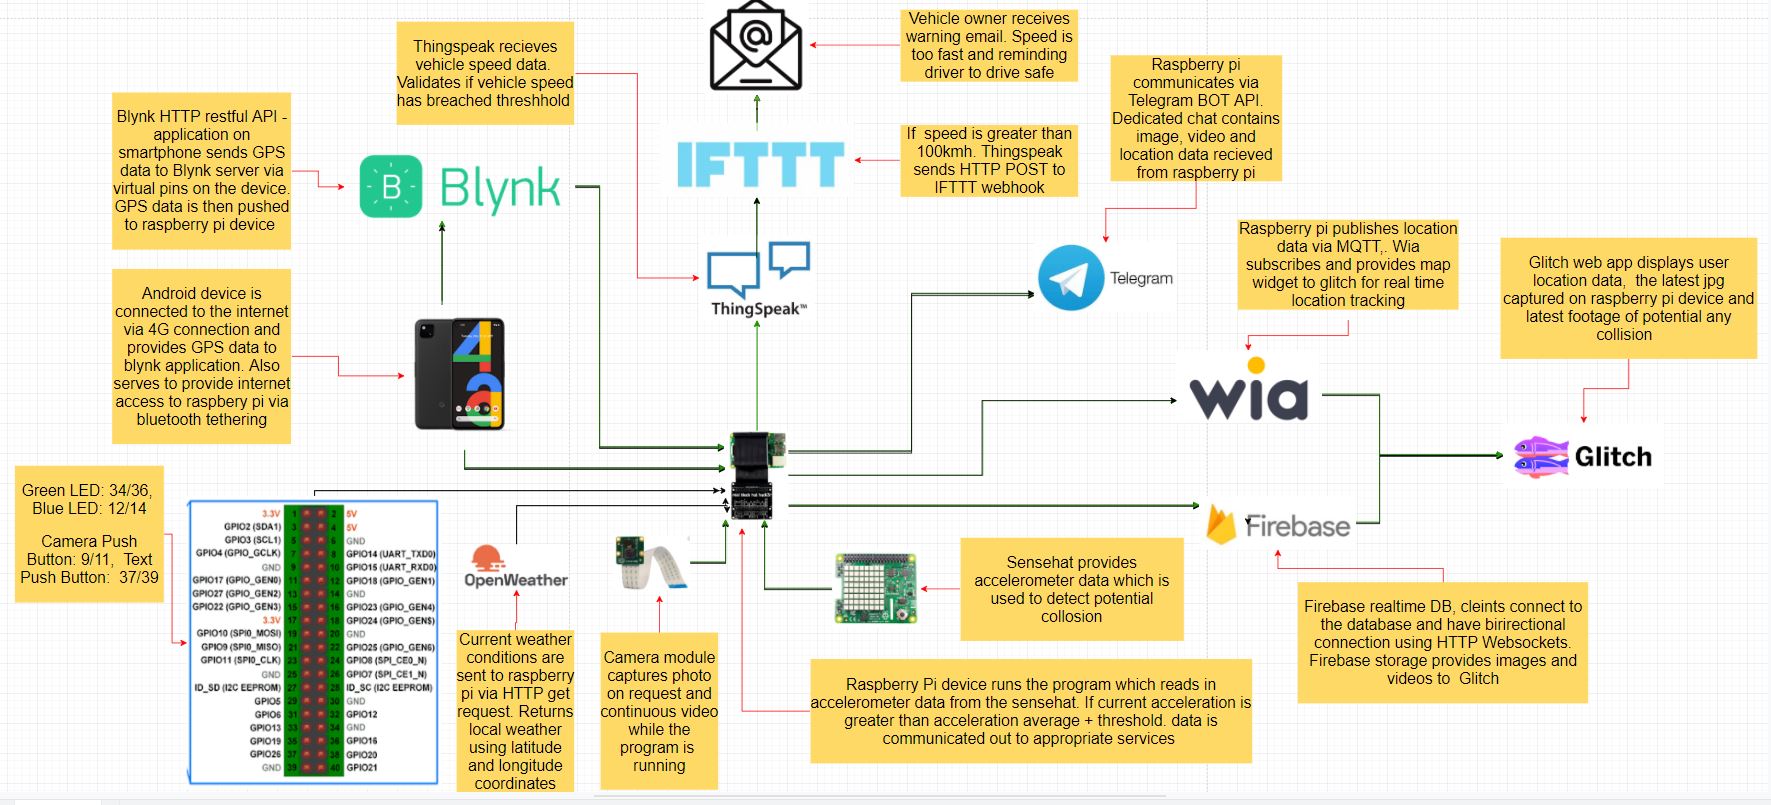 Vehicle owner receives
warning email. Speed is
too fast and reminding
driver to drive safe
Thingspeak recieves
vehicle speed data.
Validates if vehicle speed
has breached threshhold
Raspberry pi
communicates via
Telegram BOT API.
Dedicated chat contains
image, video and
location data recieved
from raspberry pi
Blynk HTTP restful API -
application on
smartphone sends GPS
data to Blynk server via
virtual pins on the device.
GPS data is then pushed
to raspberry pi device
B Blynk
IFTTT
If speed is greater than
100kmh. Thingspeak
sends HTTP POST to
IFTTT webhook
Raspberry pi publishes location
data via MQTT,. Wia
subscribes and provides map
widget to glitch for real time
location tracking
Glitch web app displays user
location data, the latest jpg
captured on raspberry pi device and
latest footage of potential any
collision
ThingSpeak™
Telegram
Android device is
connected to the internet
via 4G connection and
provides GPS data to
blynk application. Also
serves to provide internet
access to raspbery pi via
bluetooth tethering
4a
wia
Glitch
Green LED: 34/36,
Blue LED: 12/14
Camera Push
Button: 9/11, Text
Push Button: 37/39
3.3V 1 2 5V
GPIO2 (SDA1) 3 4 5V
GPIO3 (SCL1) 5 6 GND
GPIO4 (GPIO_GCLK) 7 8 GPIO14 (UART_TXD0)
GND 9 10 GPIO15 (UART_RXD0)
GPIO17 (GPIO_GEN0) 11 12 GPIO18 (GPIO_GEN1)
GPIO27 (GPIO_GEN2) 13 14 GND
GPIO22 (GPIO_GEN3) 15 16 GPIO23 (GPIO_GEN4)
3.3V 17 18 GPIO24 (GPIO_GEN5)
GPIO10 (SPI0_MOSI) 19 20 GND
GPIO9 (SPI0_MISO) 21 22 GPIO25 (GPIO_GEN6)
GPIO11 (SPI0_CLK) 23 24 GPIO8 (SPI_CE0_N)
GND 25 26 GPIO7 (SPI_CE1_N)
ID_SD (I2C EEPROM) 27 28 ID_SC (I2C EEPROM)
GPIO5 29 30 GND
GPIO6 31 32 GPIO12
GPIO13 33 34 GND
GPIO19 35 36 GPIO16
GPIO26 37 38 GPIO20
GND 39 40 GPIO21
OpenWeather
Firebase
Sensehat provides
accelerometer data which is
used to detect potential
collosion
Current weather
conditions are
sent to raspberry
pi via HTTP get
request. Returns
local weather
using latitude
and longitude
coordinates
Camera module
captures photo
on request and
continuous video
while the
program is
running
Raspberry Pi device runs the program which reads in
accelerometer data from the sensehat. If current acceleration is
greater than acceleration average + threshold. data is
communicated out to appropriate services
Firebase realtime DB, cleints connect to
the database and have birirectional
connection using HTTP Websockets.
Firebase storage provides images and
videos to Glitch